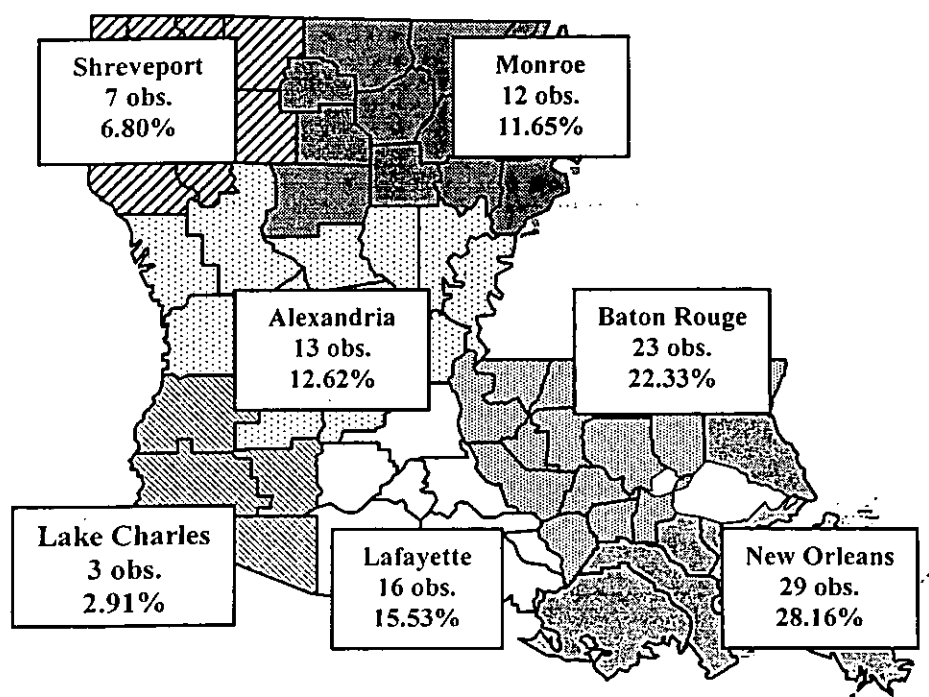 Shreveport
7 obs.
6.80%
Monroe
12 obs.
11.65%
Alexandria
13 obs.
12.62%
Baton Rouge
23 obs.
22.33%
Lake Charles
3 obs.
2.91%
Lafayette
16 obs.
15.53%
New Orleans
29 obs.
28.16%